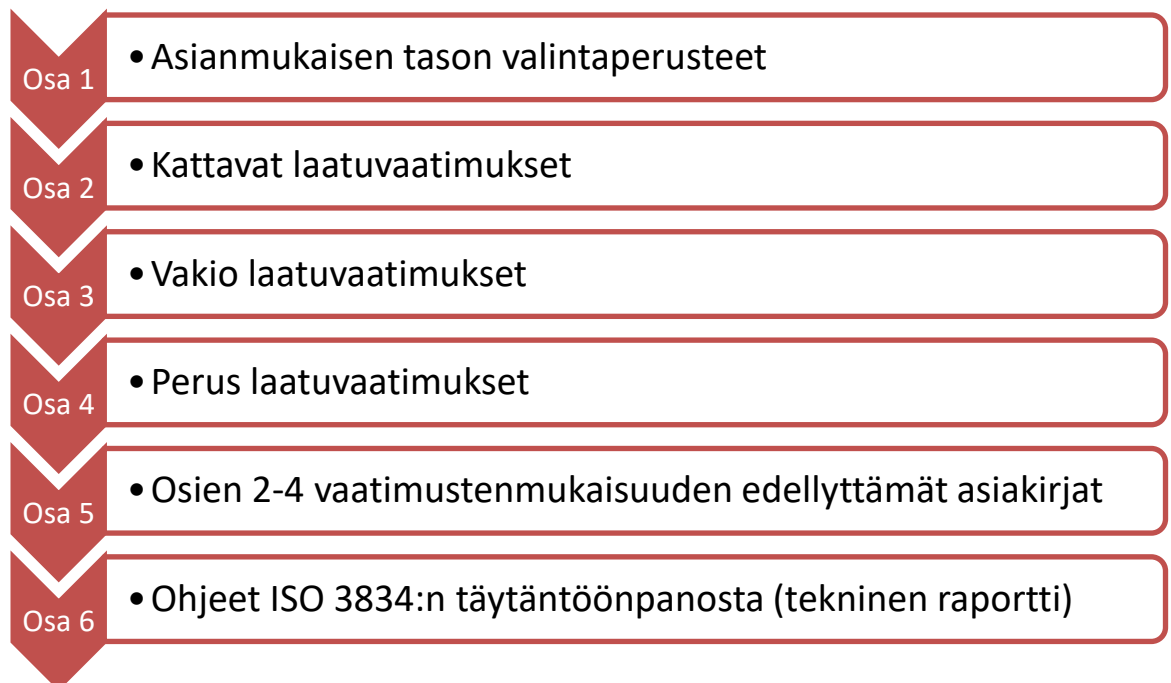 Osa 1
• Asianmukaisen tason valintaperusteet
Osa 2
• Kattavat laatuvaatimukset
Osa 3
• Vakio laatuvaatimukset
Osa 4
• Perus laatuvaatimukset
Osa 5
• Osien 2-4 vaatimustenmukaisuuden edellyttämät asiakirjat
Osa 6
• Ohjeet ISO 3834:n täytäntöönpanosta (tekninen raportti)